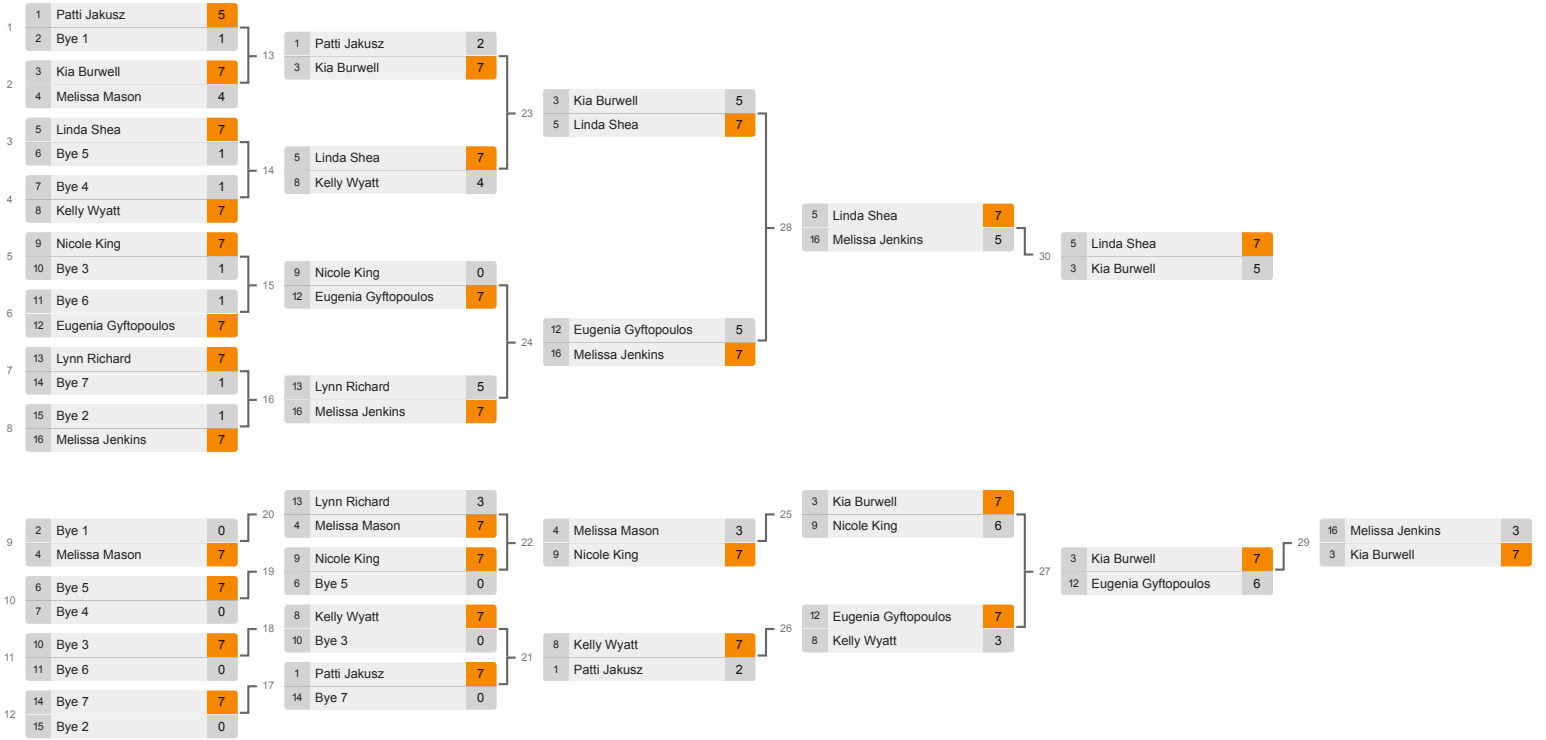 1 Patti Jakusz 5
1
2 Bye 1 1
3 Kia Burwell 7
2
4 Melissa Mason 4
5 Linda Shea 7
3
6 Bye 5 1
7 Bye 4 1
4
8 Kelly Wyatt 7
9 Nicole King 7
5
10 Bye 3 1
11 Bye 6 1
6
12 Eugenia Gyftopoulos 7
13 Lynn Richard 7
7
14 Bye 7 1
15 Bye 2 1
8
16 Melissa Jenkins 7
13
1 Patti Jakusz 2
3 Kia Burwell 7
14
5 Linda Shea 7
8 Kelly Wyatt 4
15
9 Nicole King 0
12 Eugenia Gyftopoulos 7
16
13 Lynn Richard 5
16 Melissa Jenkins 7
23
3 Kia Burwell 5
5 Linda Shea 7
24
12 Eugenia Gyftopoulos 5
16 Melissa Jenkins 7
28
5 Linda Shea 7
16 Melissa Jenkins 5
30
5 Linda Shea 7
3 Kia Burwell 5
9
2 Bye 1 0
4 Melissa Mason 7
10
6 Bye 5 7
7 Bye 4 0
11
10 Bye 3 7
11 Bye 6 0
12
14 Bye 7 7
15 Bye 2 0
20
13 Lynn Richard 3
4 Melissa Mason 7
19
9 Nicole King 7
6 Bye 5 0
18
8 Kelly Wyatt 7
10 Bye 3 0
17
1 Patti Jakusz 7
14 Bye 7 0
22
4 Melissa Mason 3
9 Nicole King 7
21
8 Kelly Wyatt 7
1 Patti Jakusz 2
25
3 Kia Burwell 7
9 Nicole King 6
26
12 Eugenia Gyftopoulos 7
8 Kelly Wyatt 3
27
3 Kia Burwell 7
12 Eugenia Gyftopoulos 6
29
16 Melissa Jenkins 3
3 Kia Burwell 7